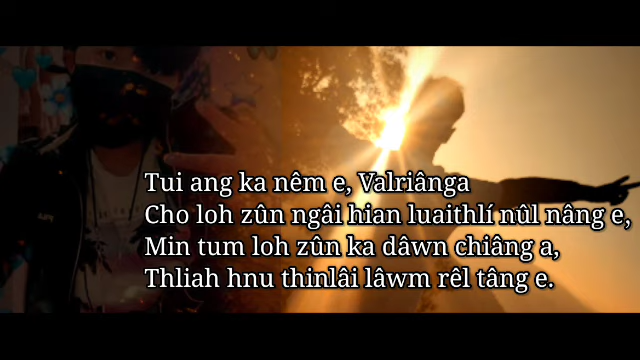 Tui ang ka nêm e, Valriânga
Cho loh zûn ngâi hian luaithlí nûl nâng e,
Min tum loh zûn ka dâwn chiâng a,
Thliah hnu thinlâi lâwm rêl tâng e.